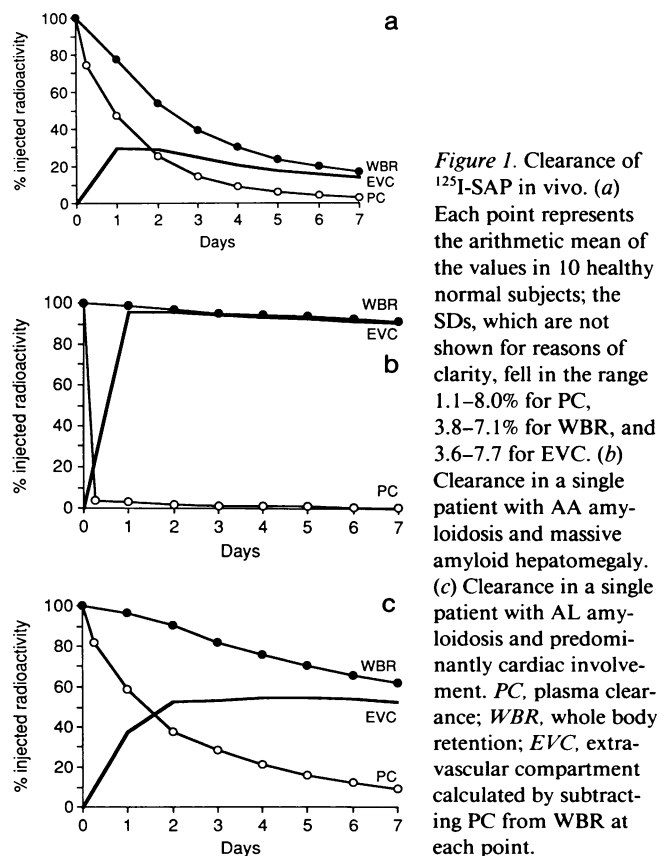 a
100
80
60
40
20
0
% injected radioactivity
WBR
EVC
PC
0 1 2 3 4 5 6 7
Days
b
100
80
60
40
20
0
% injected radioactivity
WBR
EVC
PC
0 1 2 3 4 5 6 7
Days
c
100
80
60
40
20
0
% injected radioactivity
WBR
EVC
PC
0 1 2 3 4 5 6 7
Days
Figure 1. Clearance of
¹²⁵I-SAP in vivo. (a)
Each point represents
the arithmetic mean of
the values in 10 healthy
normal subjects; the
SDs, which are not
shown for reasons of
clarity, fell in the range
1.1–8.0% for PC,
3.8–7.1% for WBR, and
3.6–7.7 for EVC. (b)
Clearance in a single
patient with AA amy-
loidosis and massive
amyloid hepatomegaly.
(c) Clearance in a single
patient with AL amy-
loidosis and predomi-
nantly cardiac involve-
ment. PC, plasma clear-
ance; WBR, whole body
retention; EVC, extra-
vascular compartment
calculated by subtract-
ing PC from WBR at
each point.